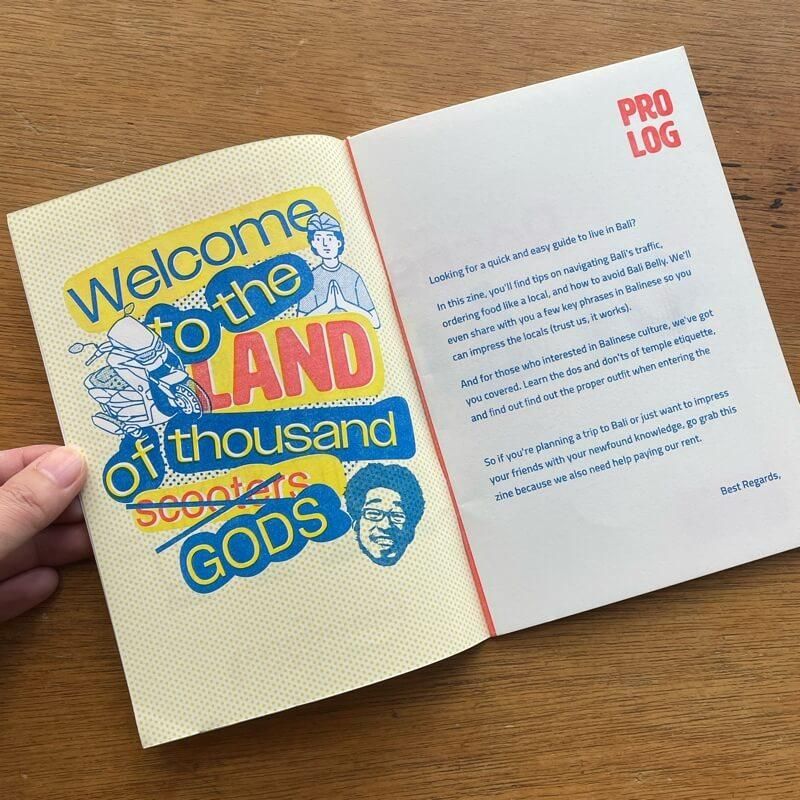 Welcome
to the
LAND
of thousand
scooters
GODS
PRO
LOG
Looking for a quick and easy guide to live in Bali?
In this zine, you'll find tips on navigating Bali's traffic,
ordering food like a local, and how to avoid Bali Belly. We'll
even share with you a few key phrases in Balinese so you
can impress the locals (trust us, it works).
And for those who interested in Balinese culture, we've got
you covered. Learn the dos and don'ts of temple etiquette,
and find out find out the proper outfit when entering the
So if you're planning a trip to Bali or just want to impress
your friends with your newfound knowledge, go grab this
zine because we also need help paying our rent.
Best Regards,